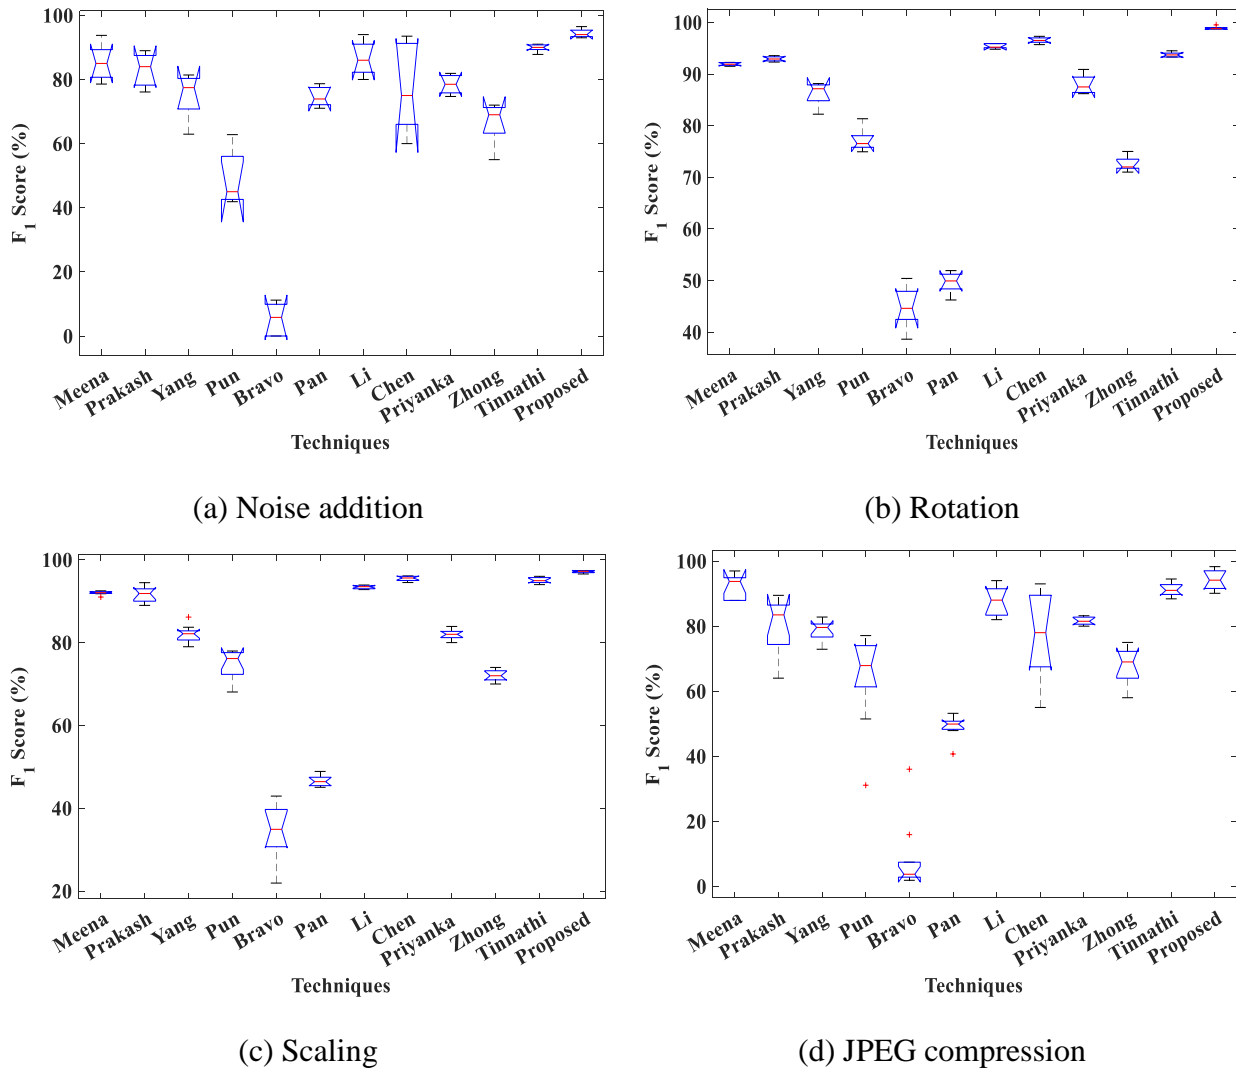 100
80
60
40
20
0
F1 Score (%)
Meena
Prakash
Yang
Pun
Bravo
Pan
Li
Chen
Priyanka
Zhong
Tinnathi
Proposed
Techniques
(a) Noise addition
100
90
80
70
60
50
40
F1 Score (%)
Meena
Prakash
Yang
Pun
Bravo
Pan
Li
Chen
Priyanka
Zhong
Tinnathi
Proposed
Techniques
(b) Rotation
100
80
60
40
20
F1 Score (%)
Meena
Prakash
Yang
Pun
Bravo
Pan
Li
Chen
Priyanka
Zhong
Tinnathi
Proposed
Techniques
(c) Scaling
100
80
60
40
20
0
F1 Score (%)
Meena
Prakash
Yang
Pun
Bravo
Pan
Li
Chen
Priyanka
Zhong
Tinnathi
Proposed
Techniques
(d) JPEG compression